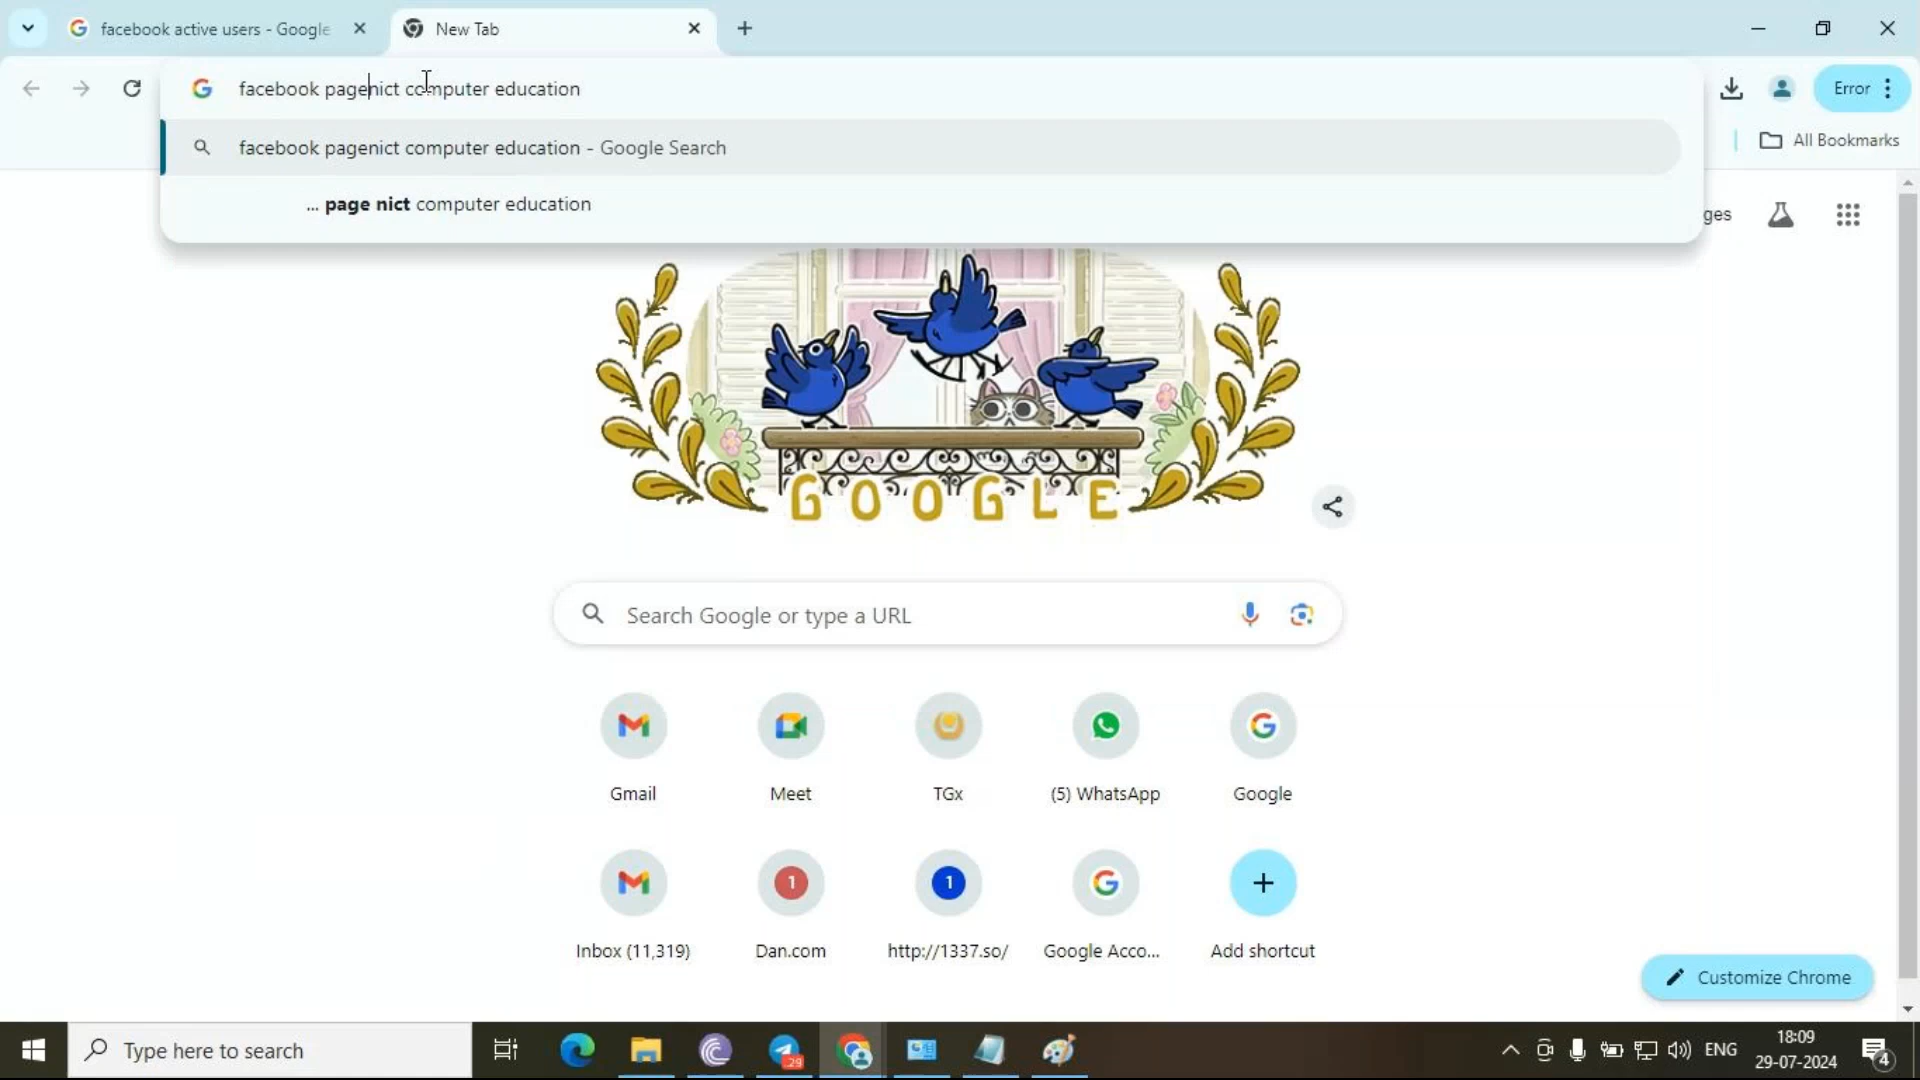 facebook active users - Google
New Tab
facebook pagenict computer education
Error
facebook pagenict computer education - Google Search
All Bookmarks
... page nict computer education
ges
GOOGLE
Search Google or type a URL
Gmail
Meet
TGx
(5) WhatsApp
Google
1
1
Inbox (11,319)
Dan.com
http://1337.so/
Google Acco...
Add shortcut
Customize Chrome
Type here to search
29
ENG
18:09
29-07-2024
4